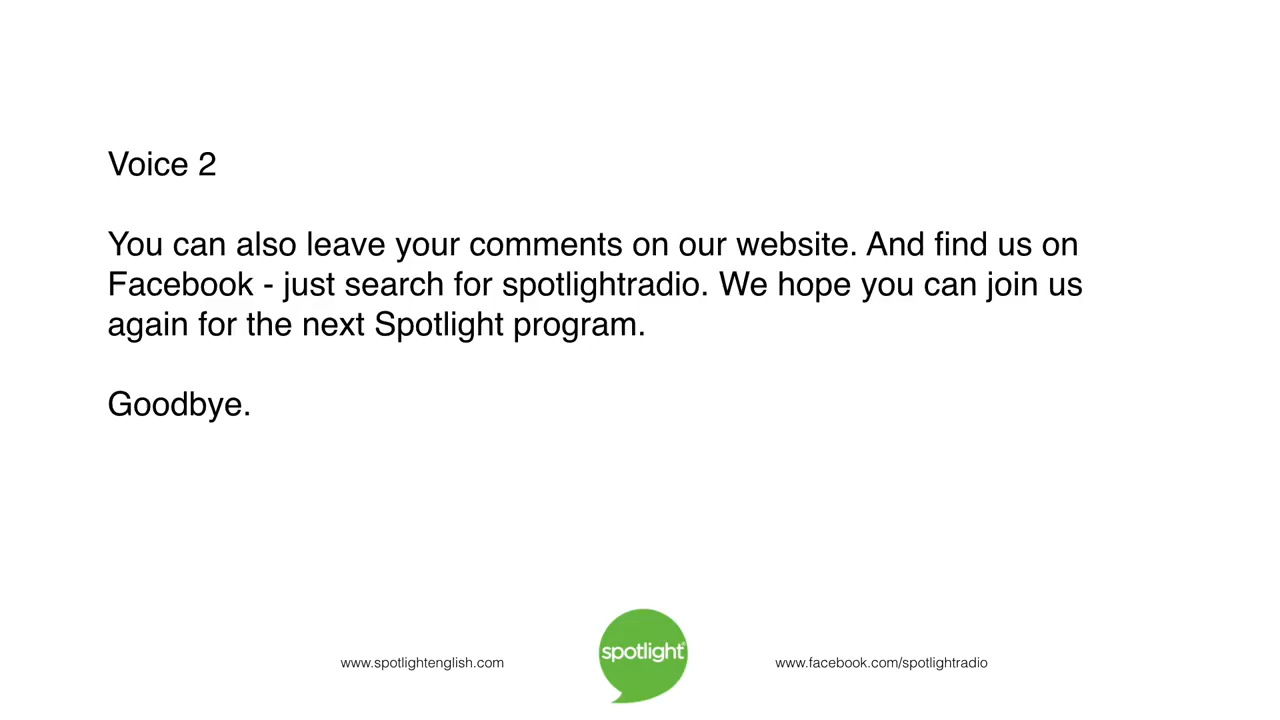 Voice 2
You can also leave your comments on our website. And find us on
Facebook - just search for spotlightradio. We hope you can join us
again for the next Spotlight program.
Goodbye.
www.spotlightenglish.com
spotlight
www.facebook.com/spotlightradio